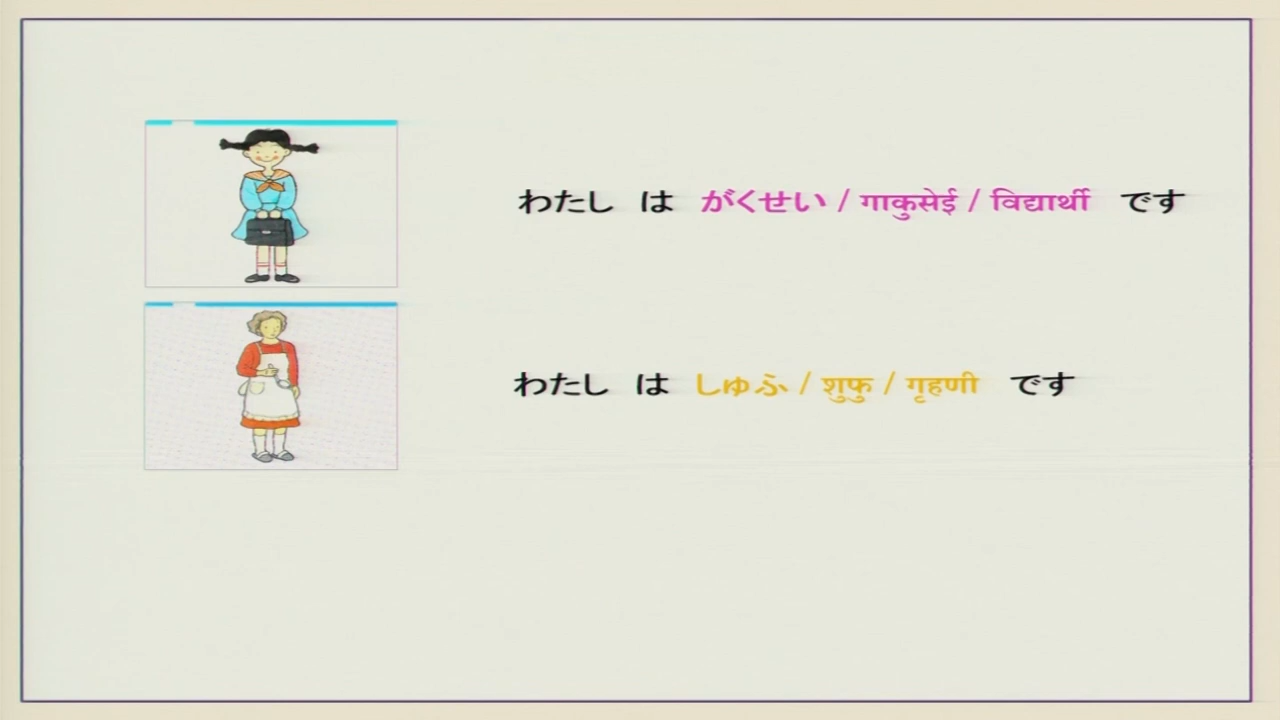 わたし は がくせい / गाकुसेई / विद्यार्थी です
わたし は しゅふ / शुफु / गृहणी です